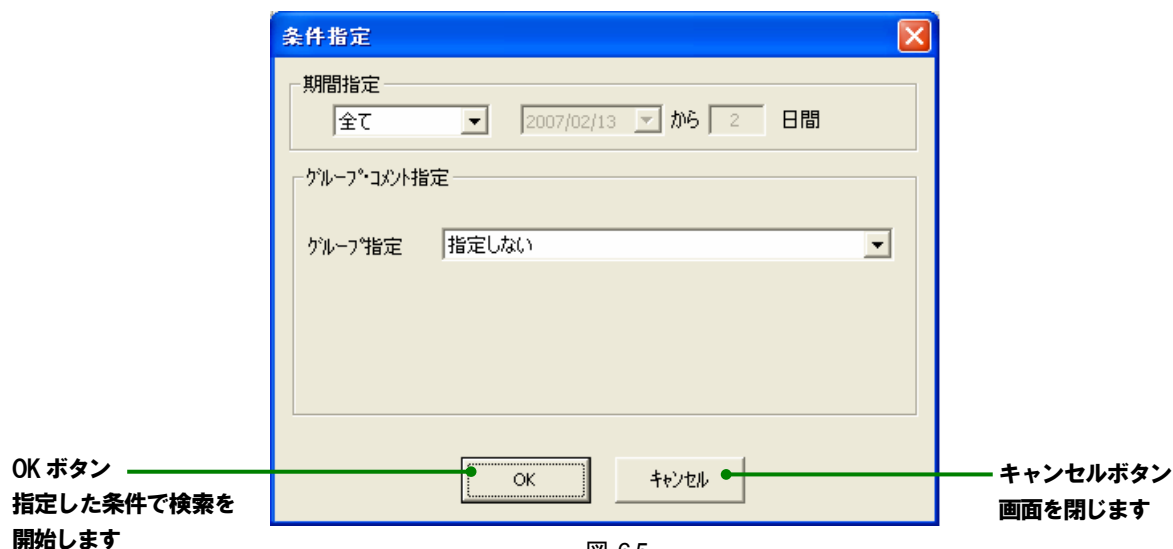 条件指定
期間指定
全て 2007/02/13 から 2 日間
ｸﾞﾙｰﾌﾟ･ｺﾒﾝﾄ指定
ｸﾞﾙｰﾌﾟ指定 指定しない
OK ｷｬﾝｾﾙ
OK ボタン
指定した条件で検索を
開始します
キャンセルボタン
画面を閉じます